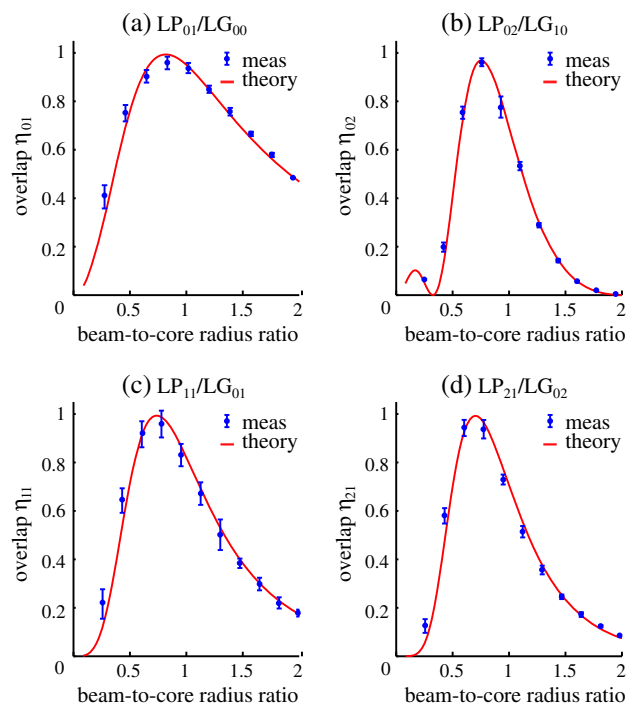 (a) LP₀₁/LG₀₀
1
0.8
0.6
0.4
0.2
0
0.5
1
1.5
2
overlap η₀₁
beam-to-core radius ratio
meas
theory
(b) LP₀₂/LG₁₀
1
0.8
0.6
0.4
0.2
0
0.5
1
1.5
2
overlap η₀₂
beam-to-core radius ratio
meas
theory
(c) LP₁₁/LG₀₁
1
0.8
0.6
0.4
0.2
0
0.5
1
1.5
2
overlap η₁₁
beam-to-core radius ratio
meas
theory
(d) LP₂₁/LG₀₂
1
0.8
0.6
0.4
0.2
0
0.5
1
1.5
2
overlap η₂₁
beam-to-core radius ratio
meas
theory